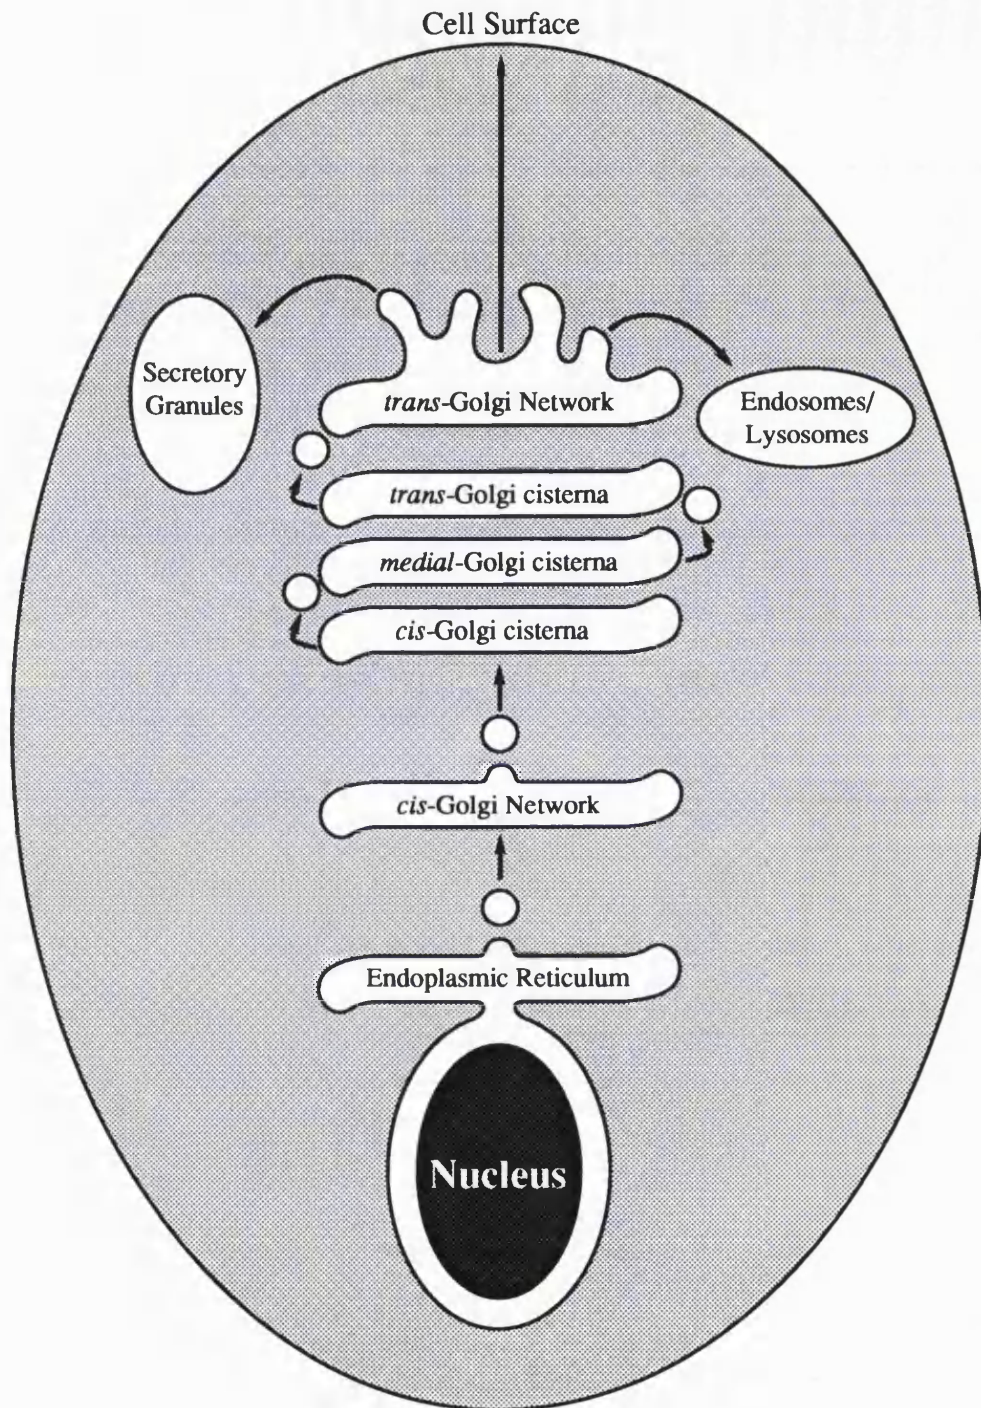 Cell Surface
Secretory
Granules
trans-Golgi Network
Endosomes/
Lysosomes
trans-Golgi cisterna
medial-Golgi cisterna
cis-Golgi cisterna
cis-Golgi Network
Endoplasmic Reticulum
Nucleus